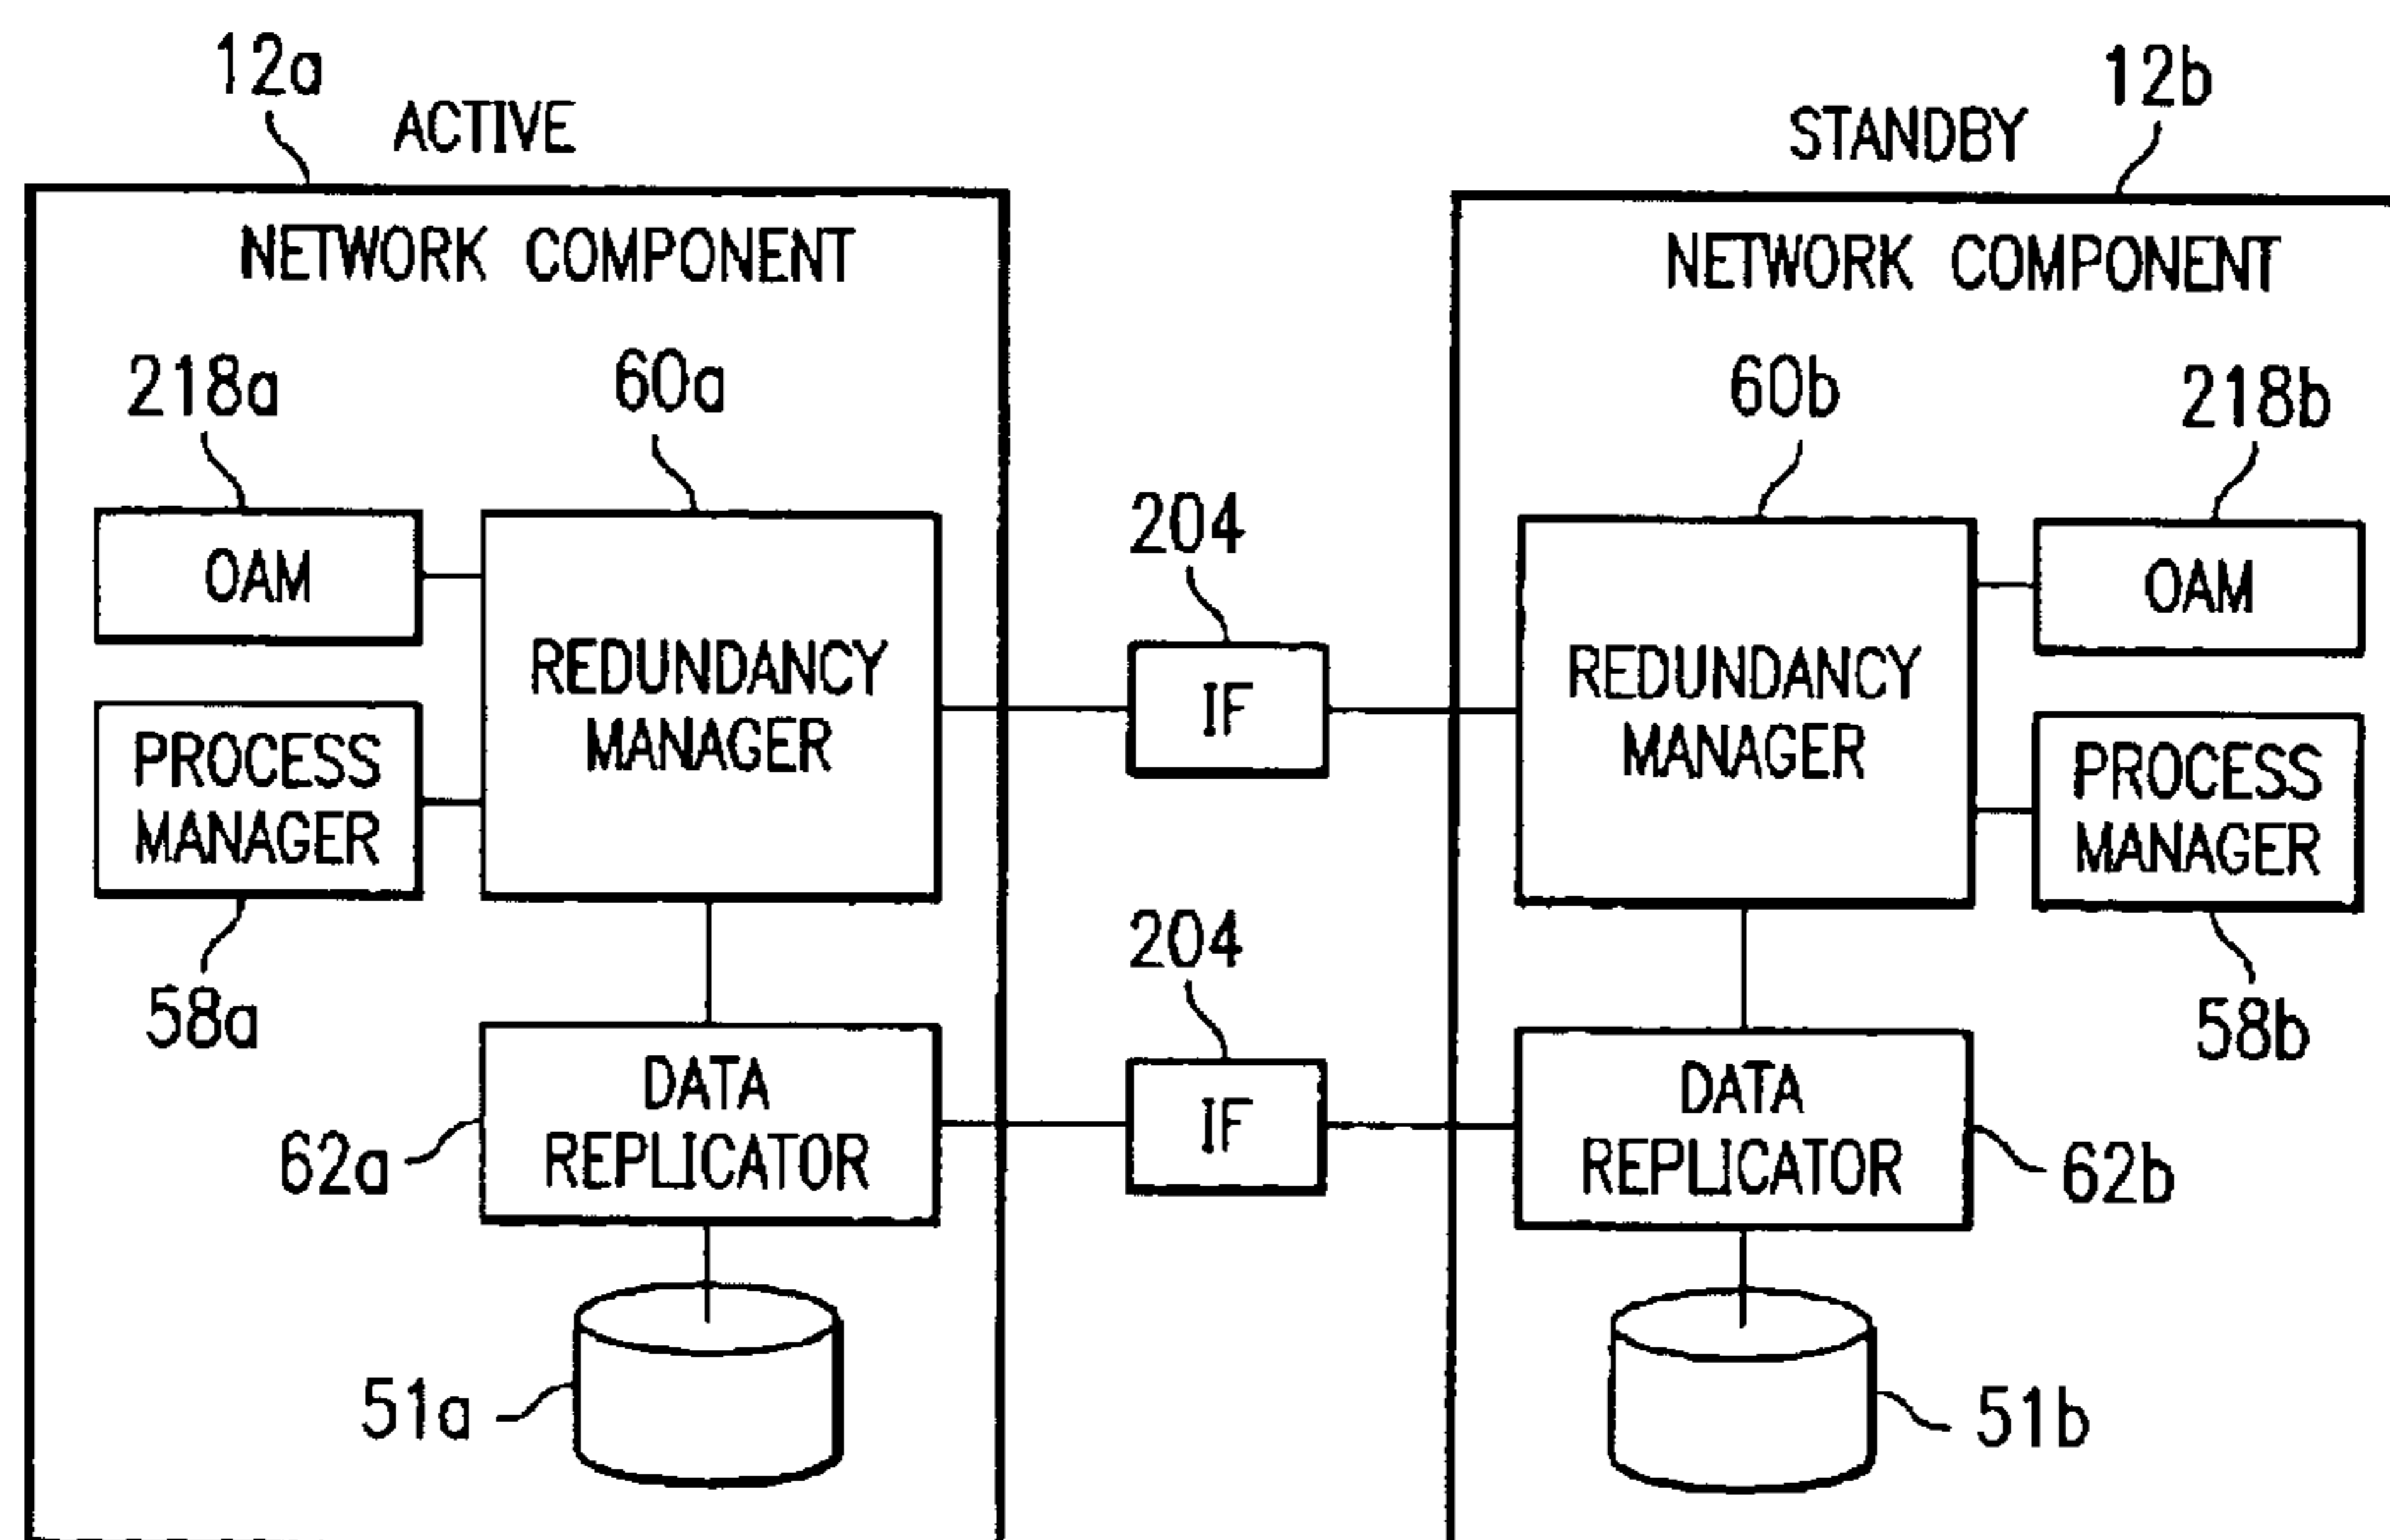 12a
ACTIVE
12b
STANDBY
NETWORK COMPONENT
NETWORK COMPONENT
218a
60a
60b
218b
OAM
204
OAM
REDUNDANCY
MANAGER
IF
REDUNDANCY
MANAGER
PROCESS
MANAGER
PROCESS
MANAGER
58a
204
58b
DATA
REPLICATOR
IF
DATA
REPLICATOR
62a
62b
51a
51b